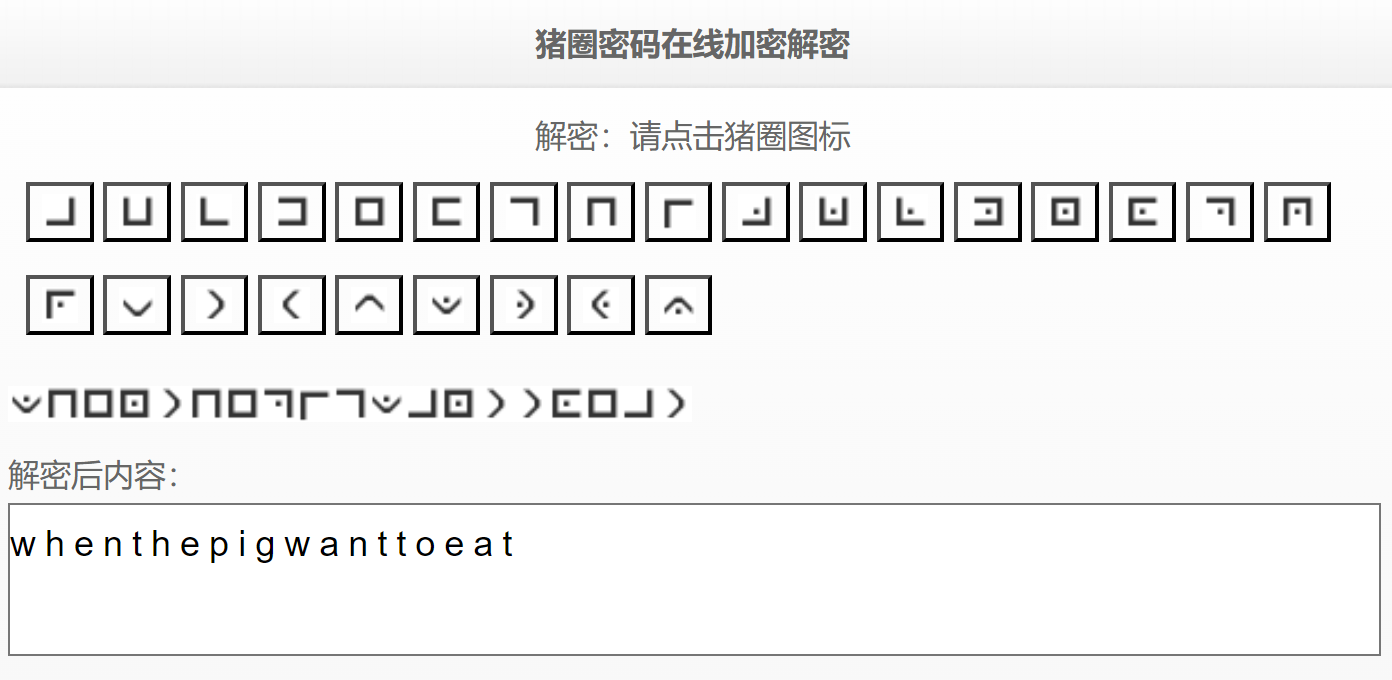 猪圈密码在线加密解密
解密：请点击猪圈图标
解密后内容：
w h e n t h e p i g w a n t t o e a t